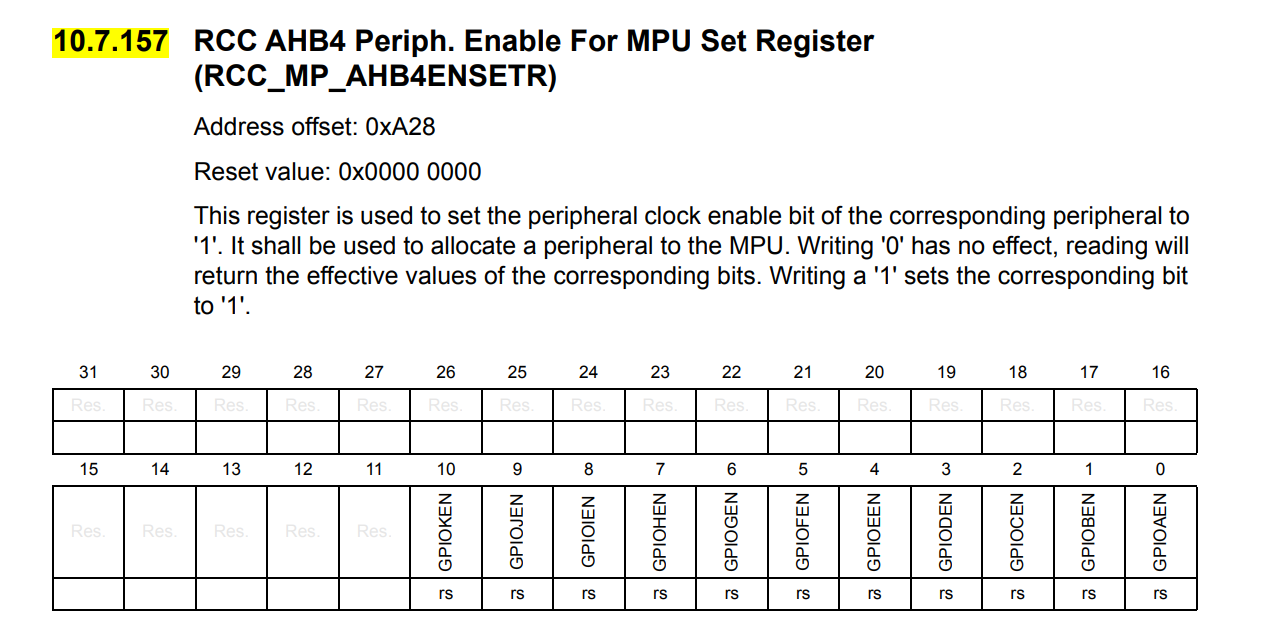 10.7.157 RCC AHB4 Periph. Enable For MPU Set Register
(RCC_MP_AHB4ENSETR)
Address offset: 0xA28
Reset value: 0x0000 0000
This register is used to set the peripheral clock enable bit of the corresponding peripheral to
'1'. It shall be used to allocate a peripheral to the MPU. Writing '0' has no effect, reading will
return the effective values of the corresponding bits. Writing a '1' sets the corresponding bit
to '1'.
31 30 29 28 27 26 25 24 23 22 21 20 19 18 17 16
Res. Res. Res. Res. Res. Res. Res. Res. Res. Res. Res. Res. Res. Res. Res. Res.
15 14 13 12 11 10 9 8 7 6 5 4 3 2 1 0
Res. Res. Res. Res. Res. GPIOKEN GPIOJEN GPIOIEN GPIOHEN GPIOGEN GPIOFEN GPIOEEN GPIODEN GPIOCEN GPIOBEN GPIOAEN
rs rs rs rs rs rs rs rs rs rs rs